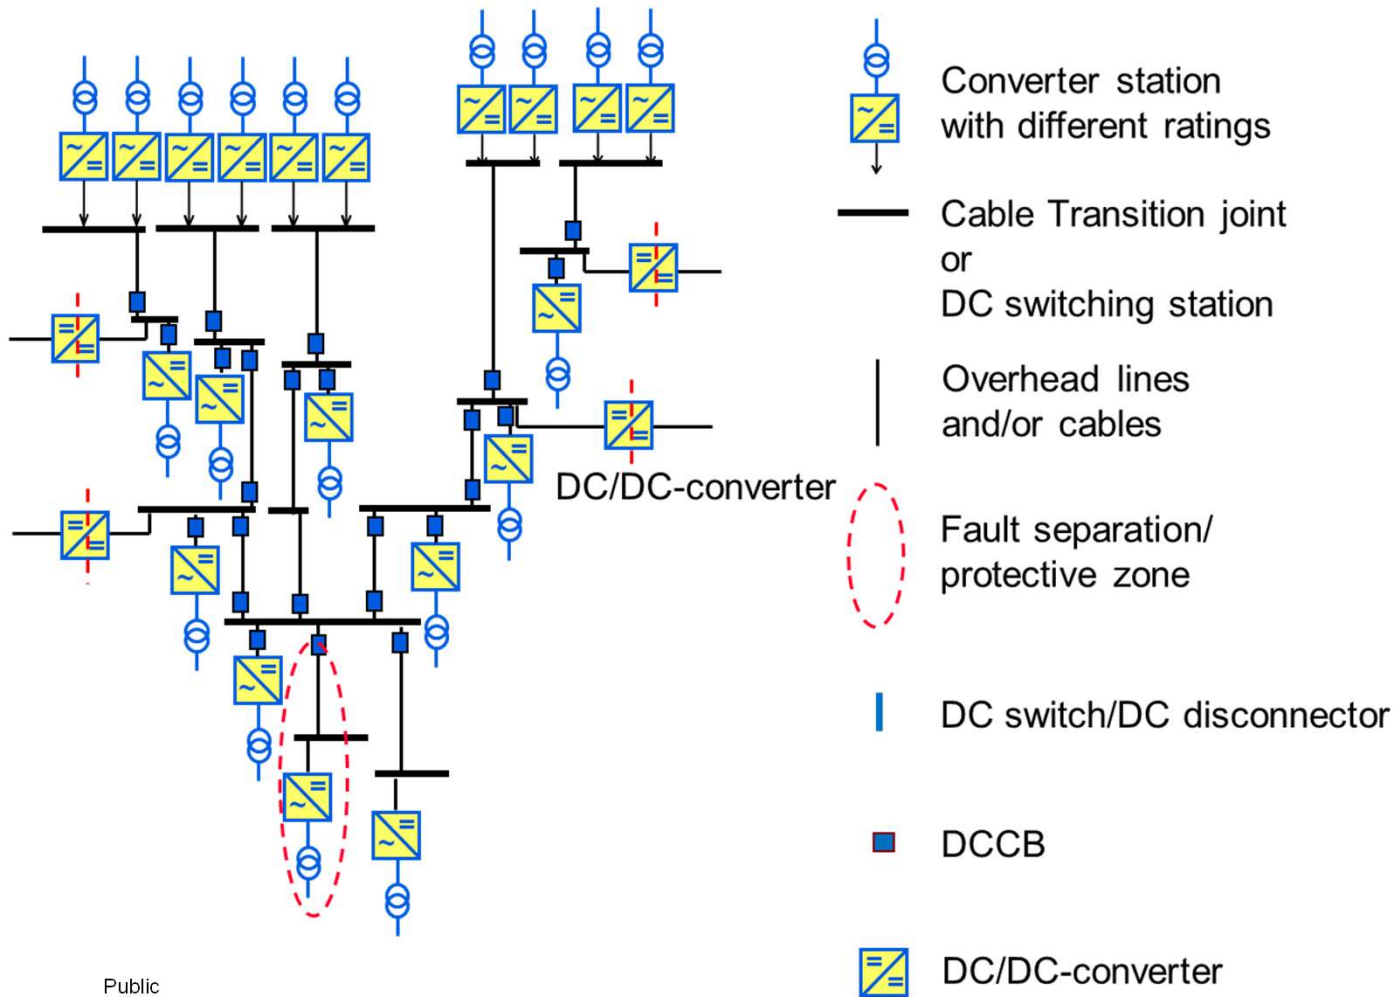 Converter station
with different ratings
Cable Transition joint
or
DC switching station
Overhead lines
and/or cables
DC/DC-converter
Fault separation/
protective zone
DC switch/DC disconnector
DCCB
DC/DC-converter
Public